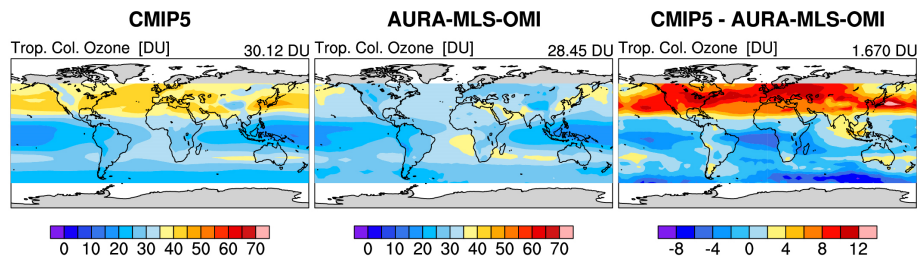 CMIP5
Trop. Col. Ozone [DU] 30.12 DU
0 10 20 30 40 50 60 70
AURA-MLS-OMI
Trop. Col. Ozone [DU] 28.45 DU
0 10 20 30 40 50 60 70
CMIP5 - AURA-MLS-OMI
Trop. Col. Ozone [DU] 1.670 DU
-8 -4 0 4 8 12